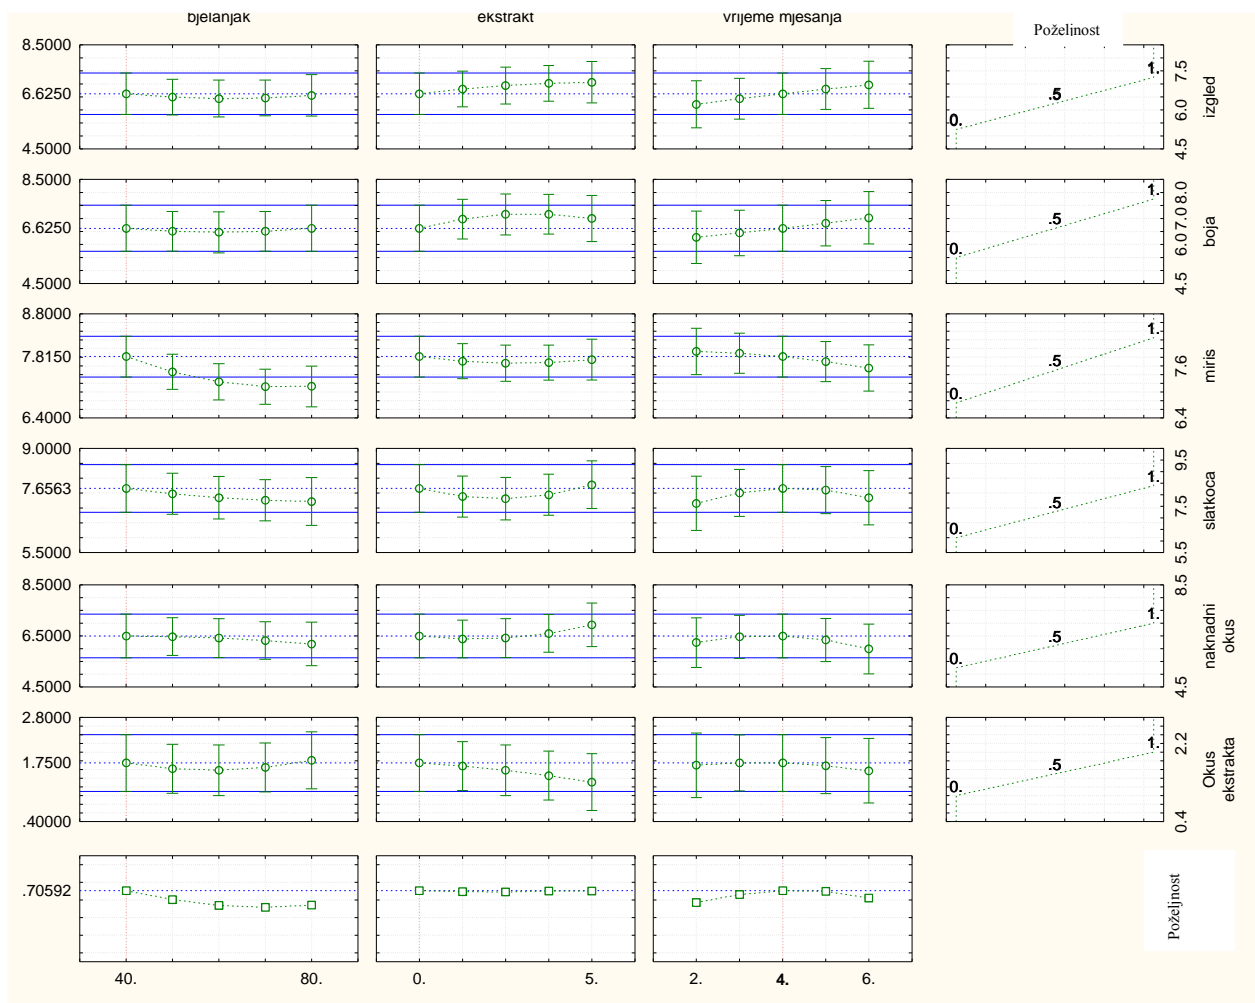 bjelanjak ekstrakt vrijeme mjesanja
Poželjnost
8.5000
6.6250
4.5000
0. .5 1.
4.5 6.0 7.5
izgled
8.5000
6.6250
4.5000
0. .5 1.
4.5 6.0 7.0 8.0
boja
8.8000
7.8150
6.4000
0. .5 1.
6.4 7.6
miris
9.0000
7.6563
5.5000
0. .5 1.
5.5 7.5 9.5
slatkoca
8.5000
6.5000
4.5000
0. .5 1.
4.5 8.5
naknadni
okus
2.8000
1.7500
.40000
0. .5 1.
0.4 2.2
Okus
ekstrakta
.70592
Poželjnost
40. 80. 0. 5. 2. 4. 6.